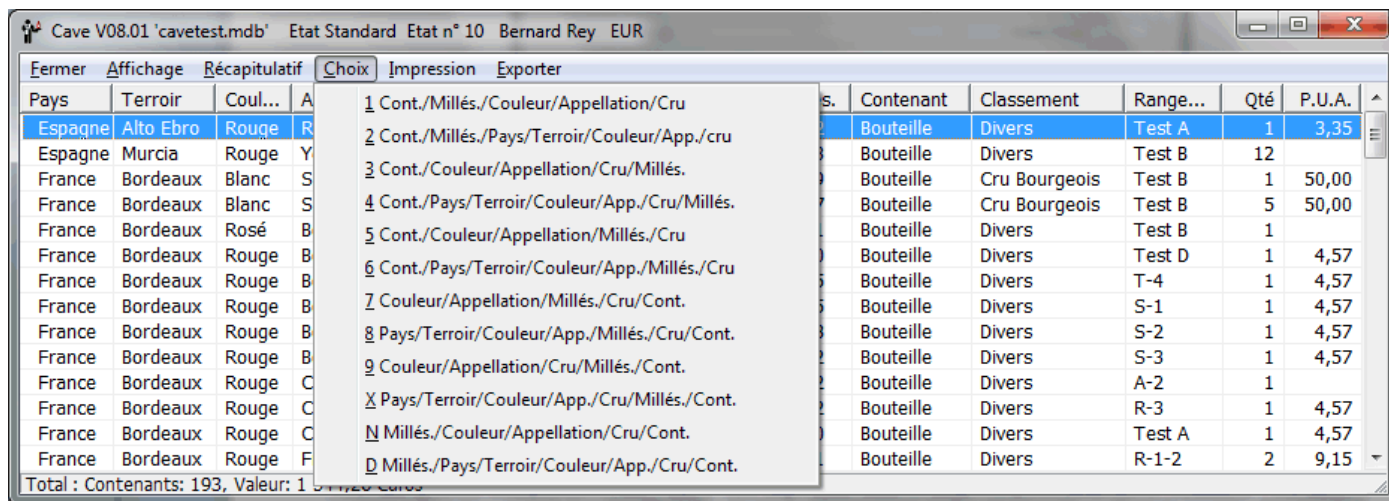 Cave V08.01 'cavetest.mdb' Etat Standard Etat n° 10 Bernard Rey EUR
Fermer Affichage Récapitulatif Choix Impression Exporter
Pays Terroir Coul... A s. Contenant Classement Range... Qté P.U.A.
1 Cont./Millés./Couleur/Appellation/Cru
Espagne Alto Ebro Rouge R 2 Bouteille Divers Test A 1 3,35
2 Cont./Millés./Pays/Terroir/Couleur/App./cru
Espagne Murcia Rouge Y 3 Bouteille Divers Test B 12
3 Cont./Couleur/Appellation/Cru/Millés.
France Bordeaux Blanc S 9 Bouteille Cru Bourgeois Test B 1 50,00
4 Cont./Pays/Terroir/Couleur/App./Cru/Millés.
France Bordeaux Blanc S 7 Bouteille Cru Bourgeois Test B 5 50,00
5 Cont./Couleur/Appellation/Millés./Cru
France Bordeaux Rosé B Bouteille Divers Test B 1
6 Cont./Pays/Terroir/Couleur/App./Millés./Cru
France Bordeaux Rouge B Bouteille Divers Test D 1 4,57
France Bordeaux Rouge B Bouteille Divers T-4 1 4,57
7 Couleur/Appellation/Millés./Cru/Cont.
France Bordeaux Rouge B Bouteille Divers S-1 1 4,57
8 Pays/Terroir/Couleur/App./Millés./Cru/Cont.
France Bordeaux Rouge B Bouteille Divers S-2 1 4,57
9 Couleur/Appellation/Cru/Millés./Cont.
France Bordeaux Rouge B Bouteille Divers S-3 1 4,57
X Pays/Terroir/Couleur/App./Cru/Millés./Cont.
France Bordeaux Rouge C Bouteille Divers A-2 1
France Bordeaux Rouge C Bouteille Divers R-3 1 4,57
N Millés./Couleur/Appellation/Cru/Cont.
France Bordeaux Rouge C Bouteille Divers Test A 1 4,57
D Millés./Pays/Terroir/Couleur/App./Cru/Cont.
France Bordeaux Rouge F Bouteille Divers R-1-2 2 9,15
Total : Contenants: 193, Valeur: 1